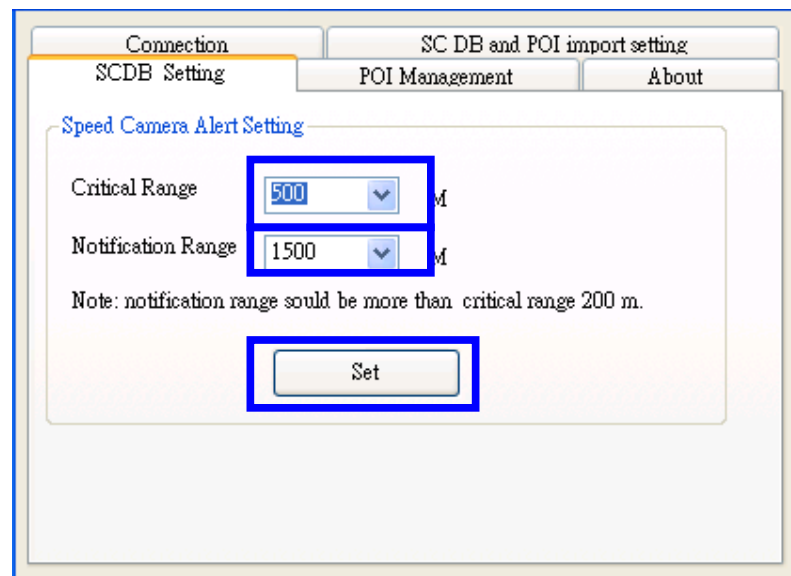 Connection
SC DB and POI import setting
SCDB Setting
POI Management
About
Speed Camera Alert Setting
Critical Range 500 M
Notification Range 1500 M
Note: notification range sould be more than critical range 200 m.
Set